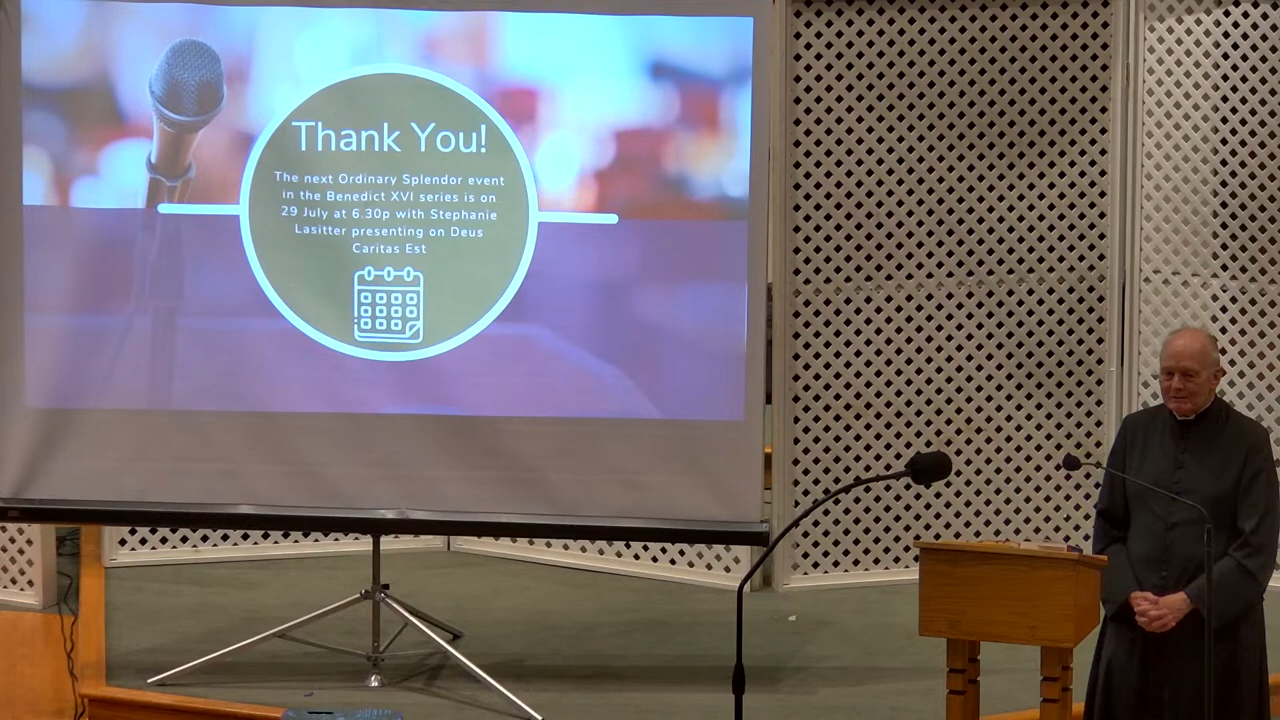 Thank You!
The next Ordinary Splendor event
in the Benedict XVI series is on
29 July at 6.30p with Stephanie
Lasitter presenting on Deus
Caritas Est